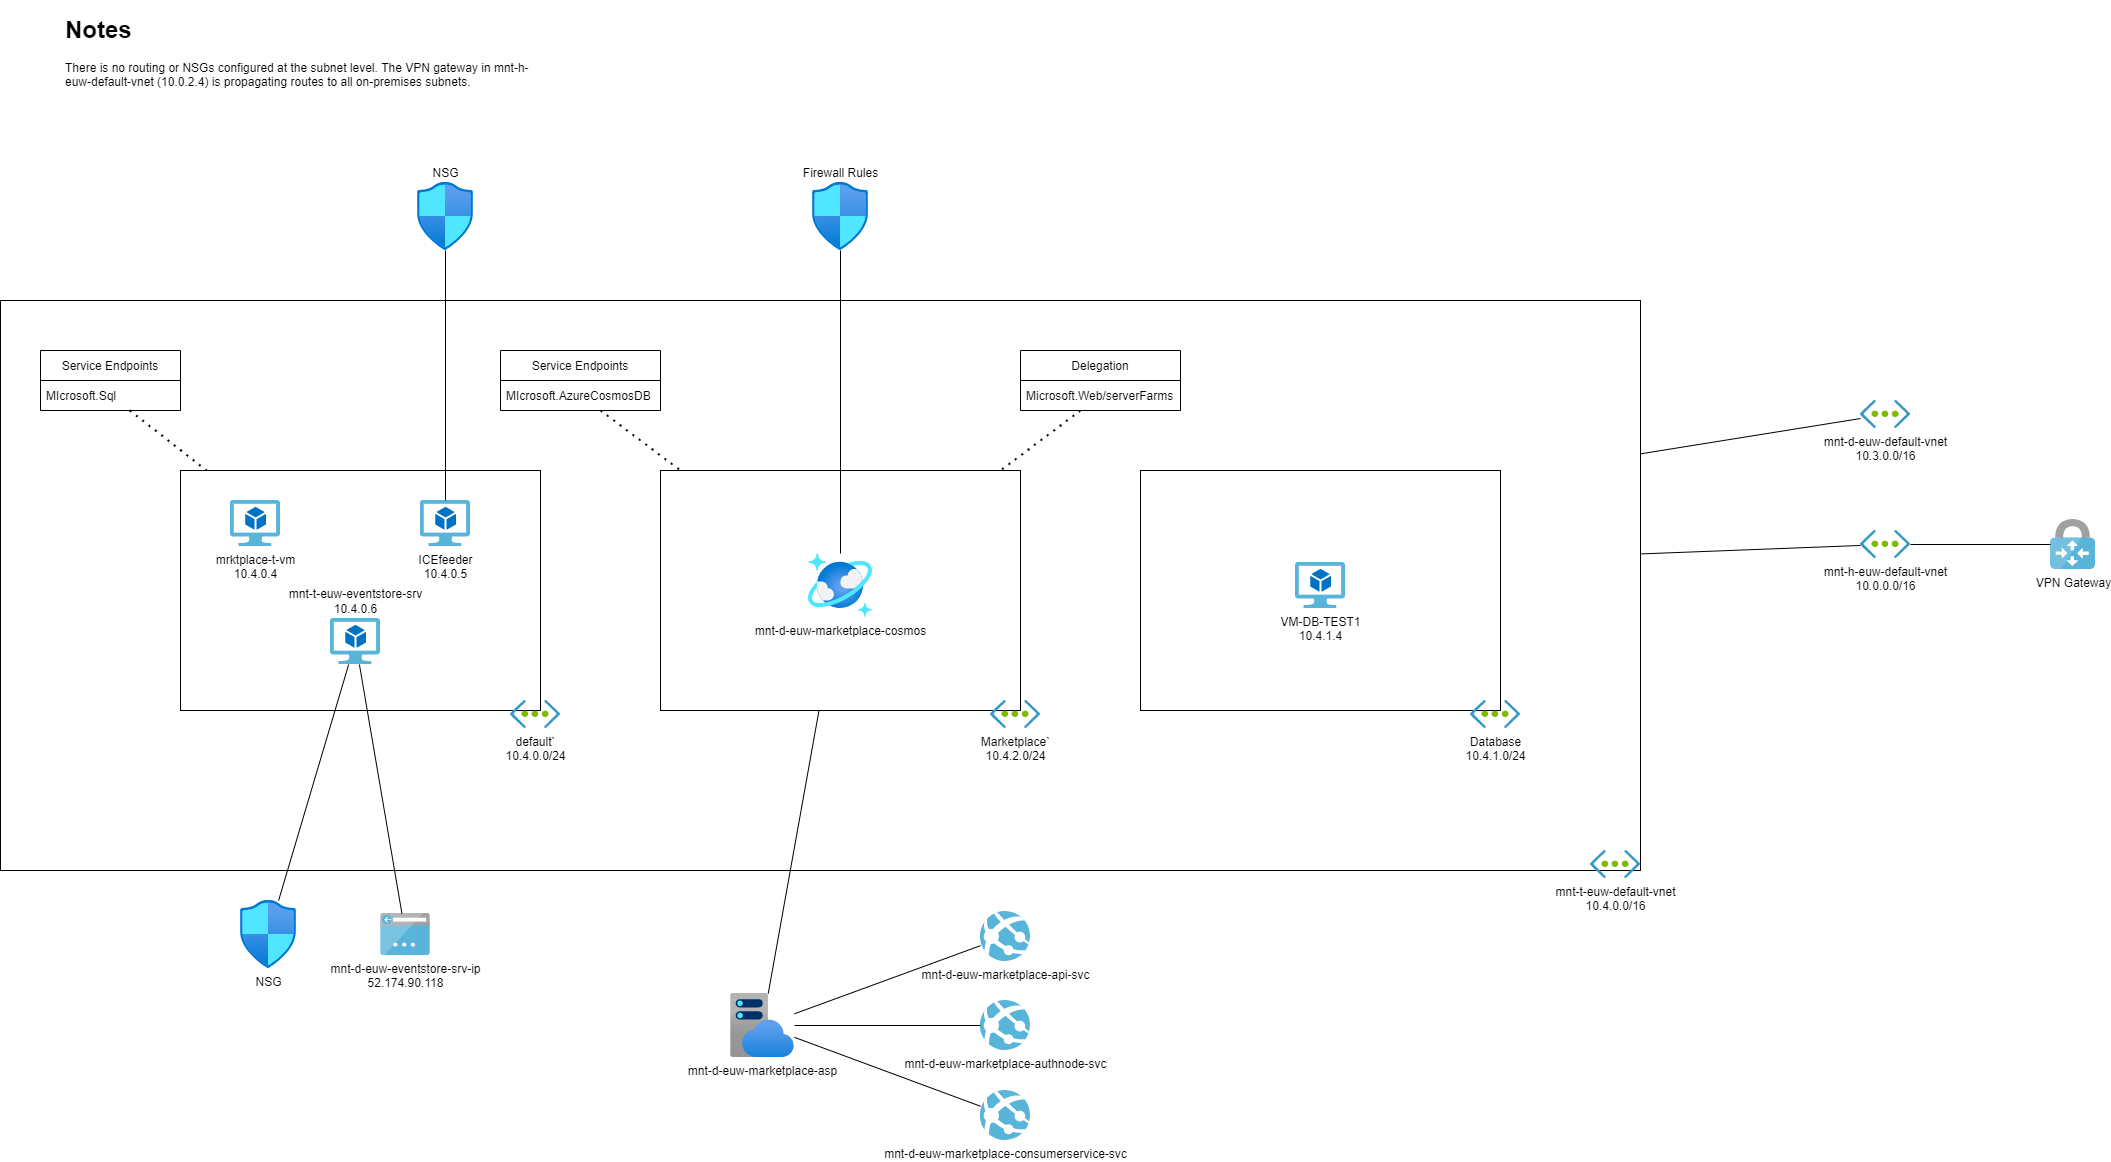 Notes
There is no routing or NSGs configured at the subnet level. The VPN gateway in mnt-h-
euw-default-vnet (10.0.2.4) is propagating routes to all on-premises subnets.
NSG
Firewall Rules
Service Endpoints
MIcrosoft.Sql
Service Endpoints
MIcrosoft.AzureCosmosDB
Delegation
Microsoft.Web/serverFarms
mnt-d-euw-default-vnet
10.3.0.0/16
mrktplace-t-vm
10.4.0.4
ICEfeeder
10.4.0.5
mnt-t-euw-eventstore-srv
10.4.0.6
mnt-d-euw-marketplace-cosmos
VM-DB-TEST1
10.4.1.4
mnt-h-euw-default-vnet
10.0.0.0/16
VPN Gateway
default`
10.4.0.0/24
Marketplace`
10.4.2.0/24
Database
10.4.1.0/24
mnt-t-euw-default-vnet
10.4.0.0/16
NSG
mnt-d-euw-eventstore-srv-ip
52.174.90.118
mnt-d-euw-marketplace-api-svc
mnt-d-euw-marketplace-asp
mnt-d-euw-marketplace-authnode-svc
mnt-d-euw-marketplace-consumerservice-svc